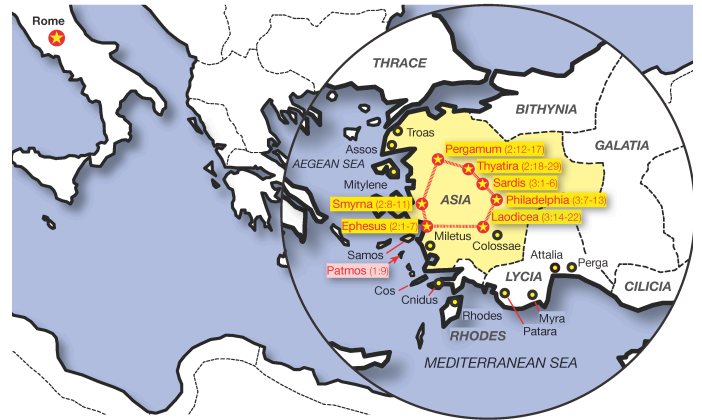 Rome
THRACE
BITHYNIA
GALATIA
Troas
Assos
Pergamum (2:12-17)
AEGEAN SEA
Thyatira (2:18-29)
Mitylene
Sardis (3:1-6)
ASIA
Philadelphia (3:7-13)
Smyrna (2:8-11)
Laodicea (3:14-22)
Ephesus (2:1-7)
Miletus
Colossae
Samos
Attalia
Perga
Patmos (1:9)
LYCIA
CILICIA
Cos
Cnidus
Rhodes
Myra
Patara
RHODES
MEDITERRANEAN SEA